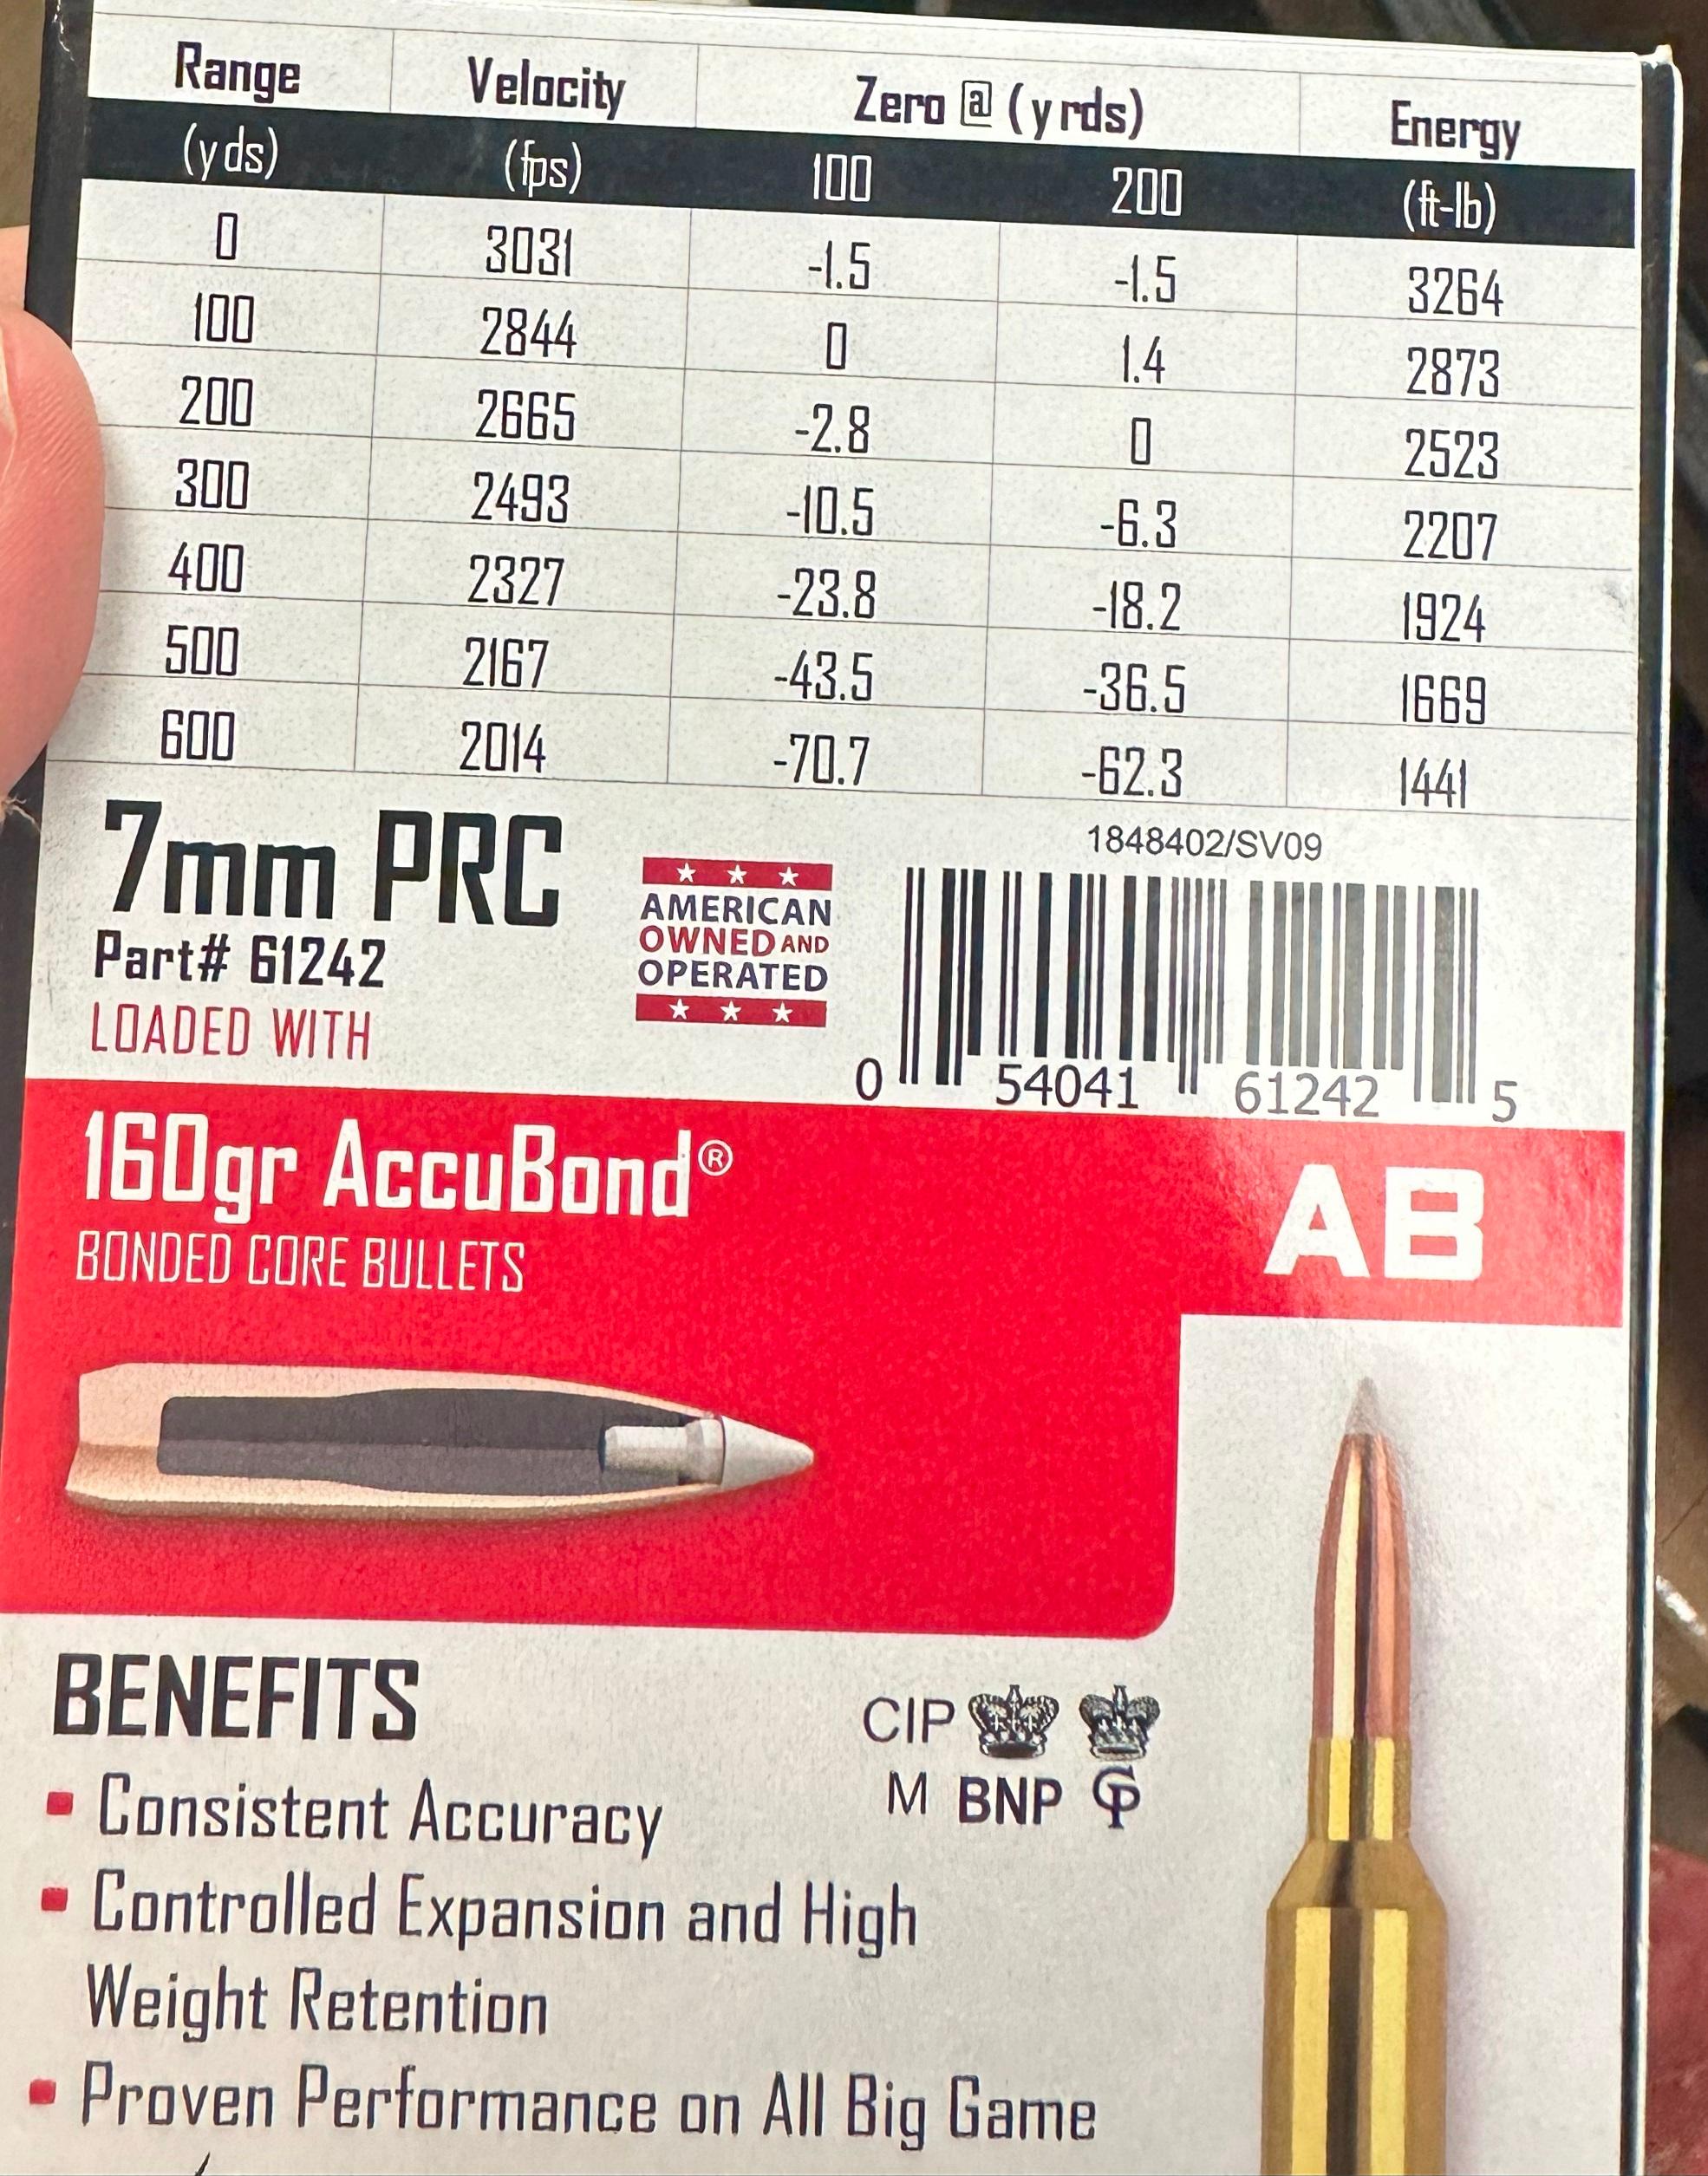 Range Velocity Zero @ (yrds) Energy
(yds) (fps) 100 200 (ft-lb)
0 3031 -1.5 -1.5 3264
100 2844 0 1.4 2873
200 2665 -2.8 0 2523
300 2493 -10.5 -6.3 2207
400 2327 -23.8 -18.2 1924
500 2167 -43.5 -36.5 1669
600 2014 -70.7 -62.3 1441
7mm PRC
Part# 61242
LOADED WITH
AMERICAN
OWNED AND
OPERATED
1848402/SV09
0 54041 61242 5
160gr AccuBond®
BONDED CORE BULLETS
AB
BENEFITS
CIP
M BNP GP
▪ Consistent Accuracy
▪ Controlled Expansion and High
Weight Retention
▪ Proven Performance on All Big Game